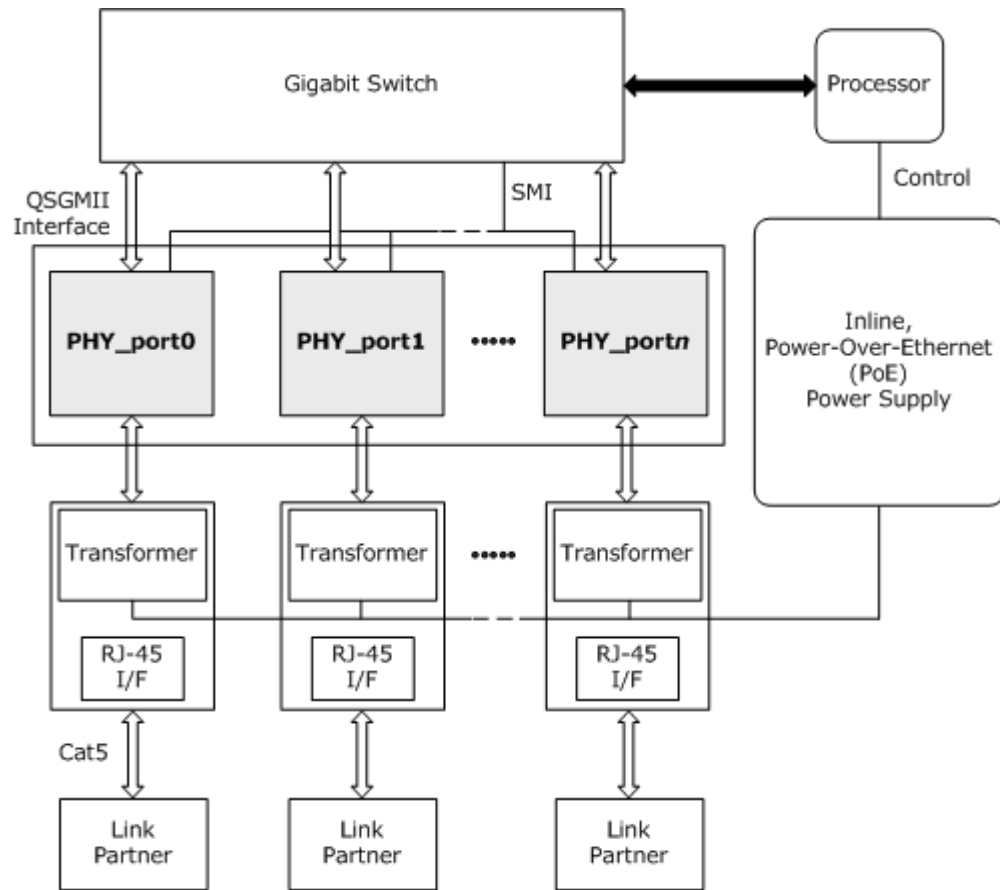 Gigabit Switch
Processor
QSGMII
Interface
SMI
Control
PHY_port0
PHY_port1
PHY_portn
Inline,
Power-Over-Ethernet
(PoE)
Power Supply
Transformer
Transformer
Transformer
RJ-45
I/F
RJ-45
I/F
RJ-45
I/F
Cat5
Link
Partner
Link
Partner
Link
Partner